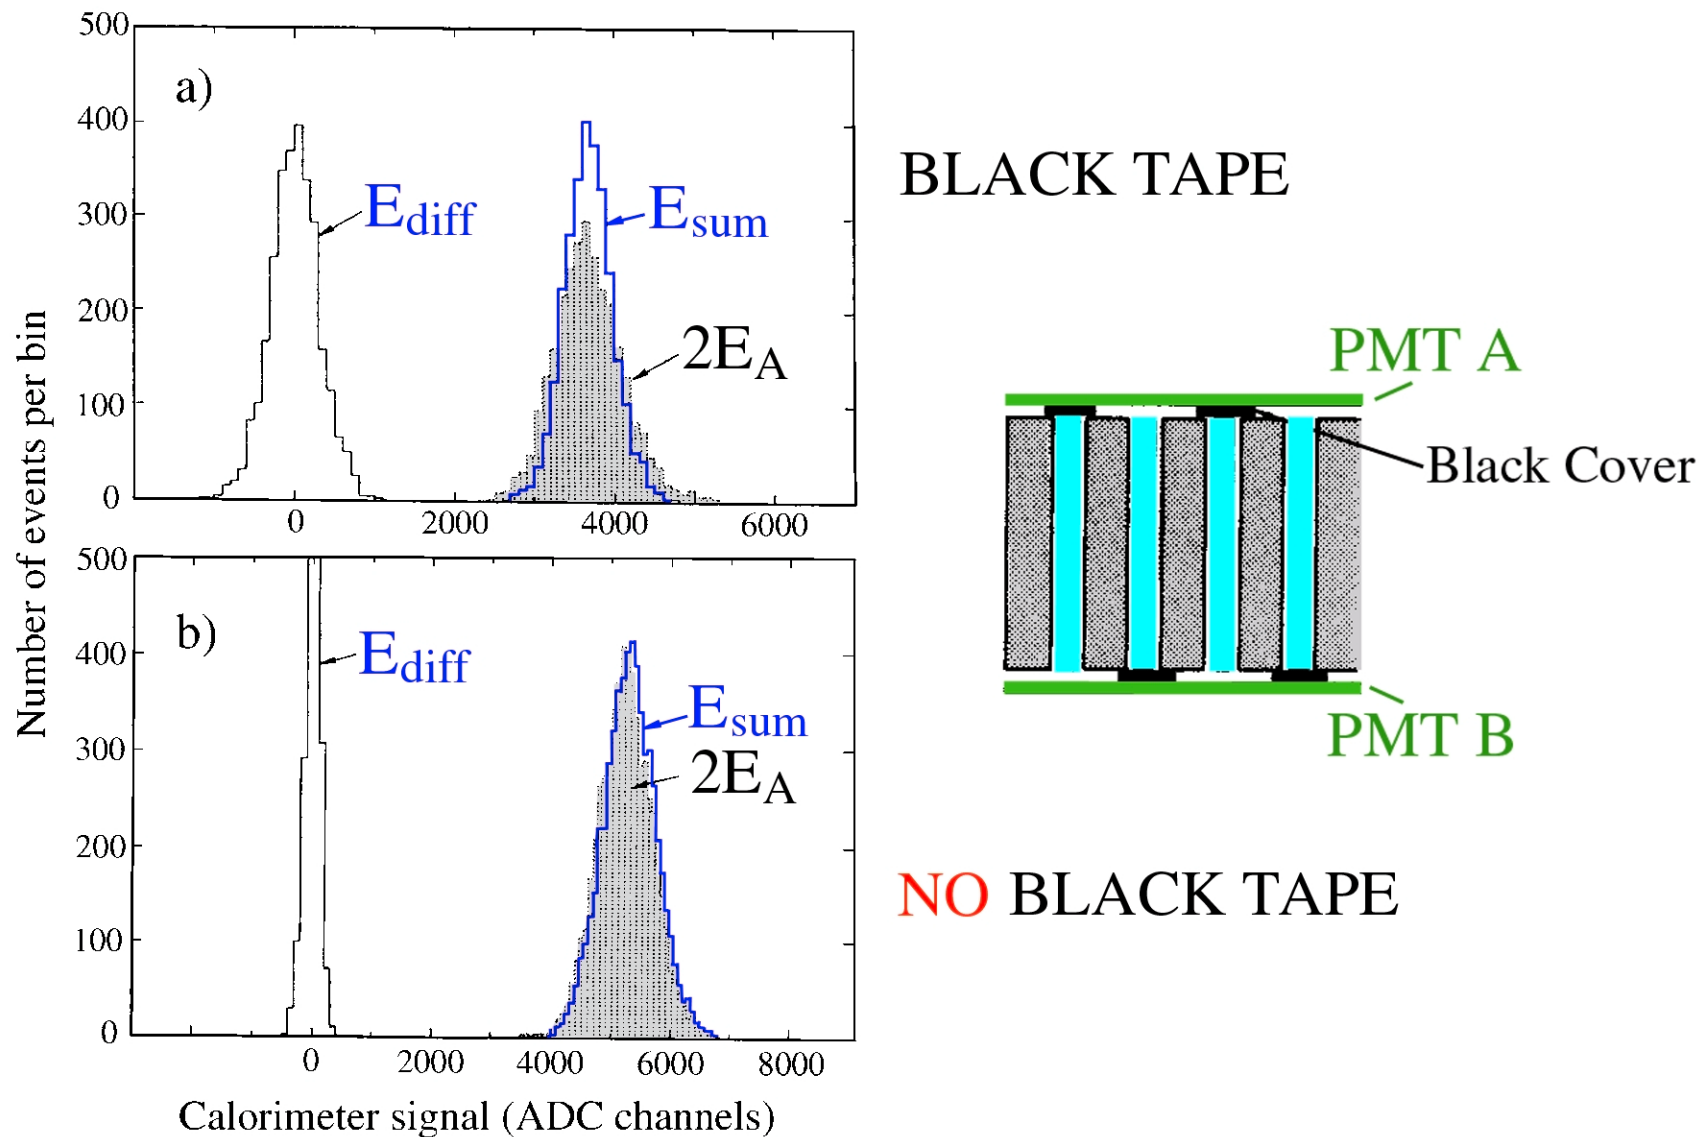 500
400
300
200
100
0
a)
E_diff
E_sum
2E_A
0
2000
4000
6000
BLACK TAPE
Number of events per bin
500
400
300
200
100
0
b)
E_diff
E_sum
2E_A
0
2000
4000
6000
8000
Calorimeter signal (ADC channels)
PMT A
Black Cover
PMT B
NO BLACK TAPE